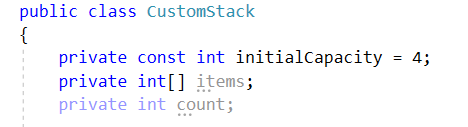 public class CustomStack
{
private const int initialCapacity = 4;
private int[] items;
private int count;